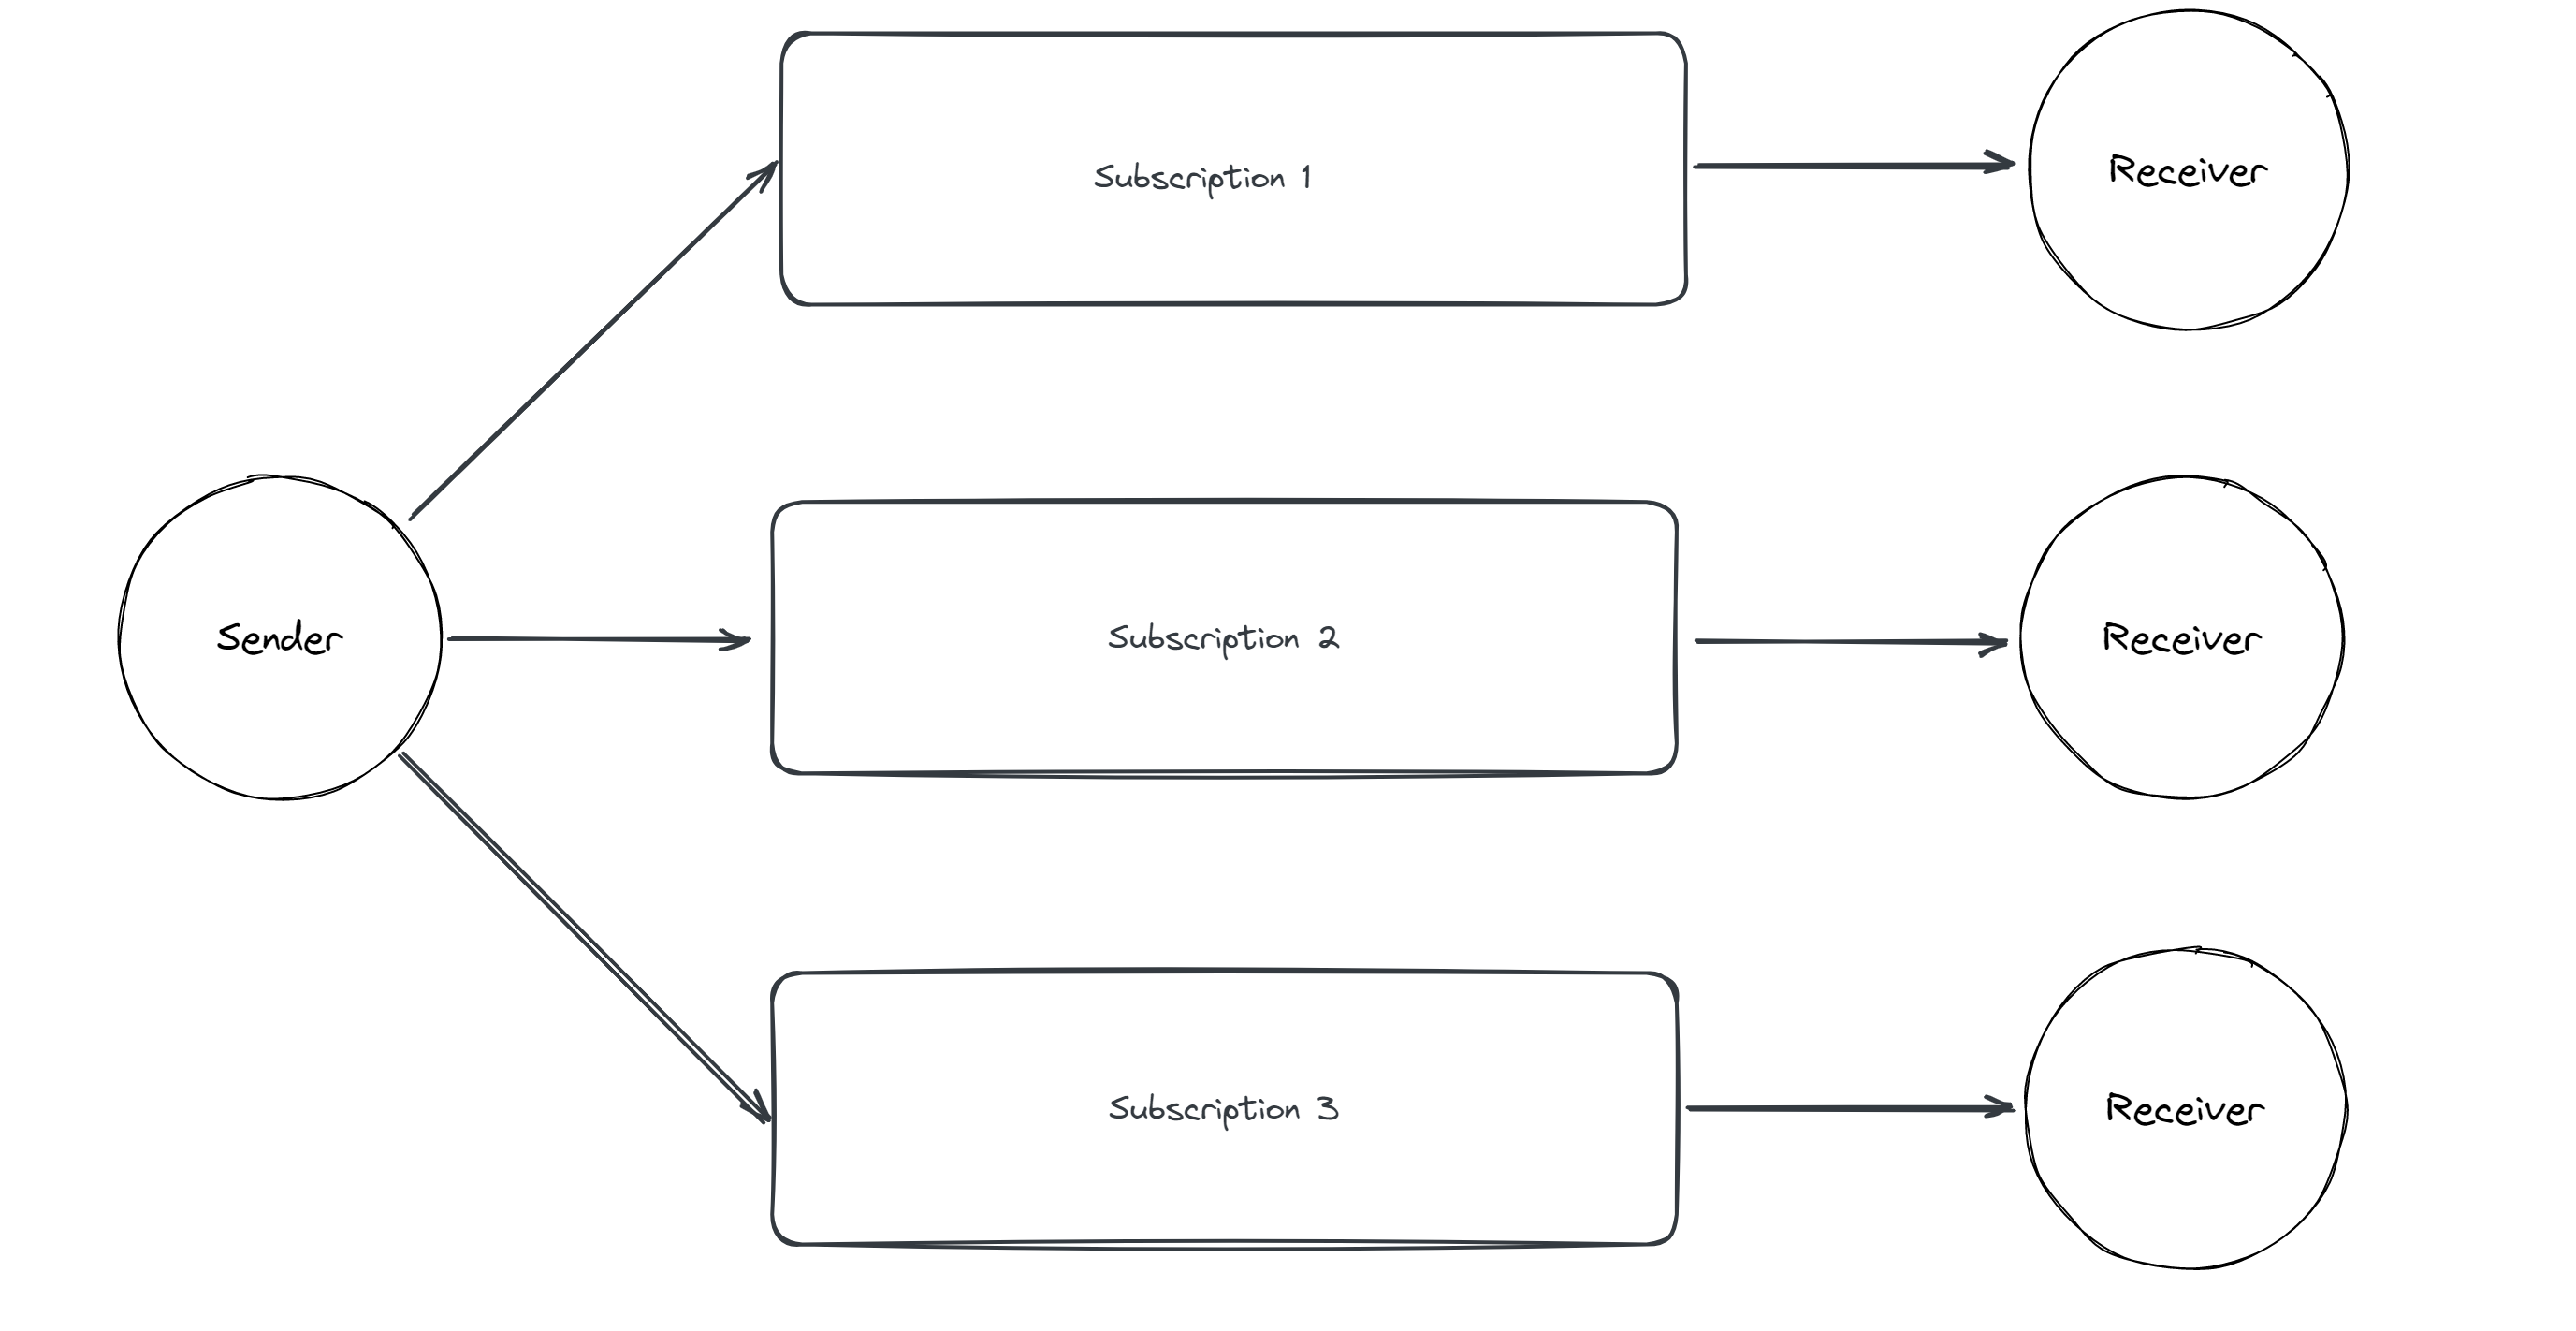 Subscription 1
Receiver
Sender
Subscription 2
Receiver
Subscription 3
Receiver